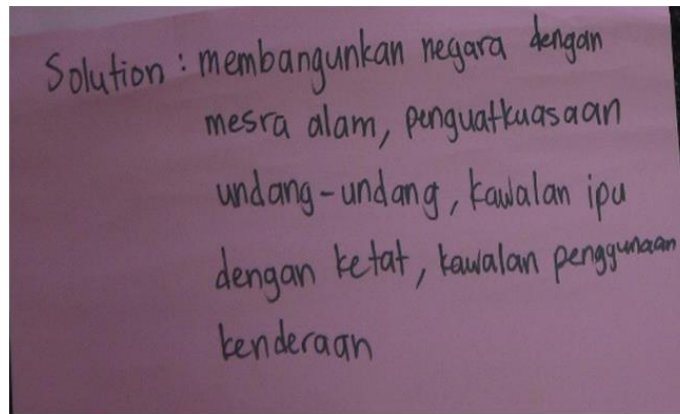 Solution : membangunkan negara dengan
mesra alam, penguatkuasaan
undang-undang, kawalan ipu
dengan ketat, kawalan penggunaan
kenderaan